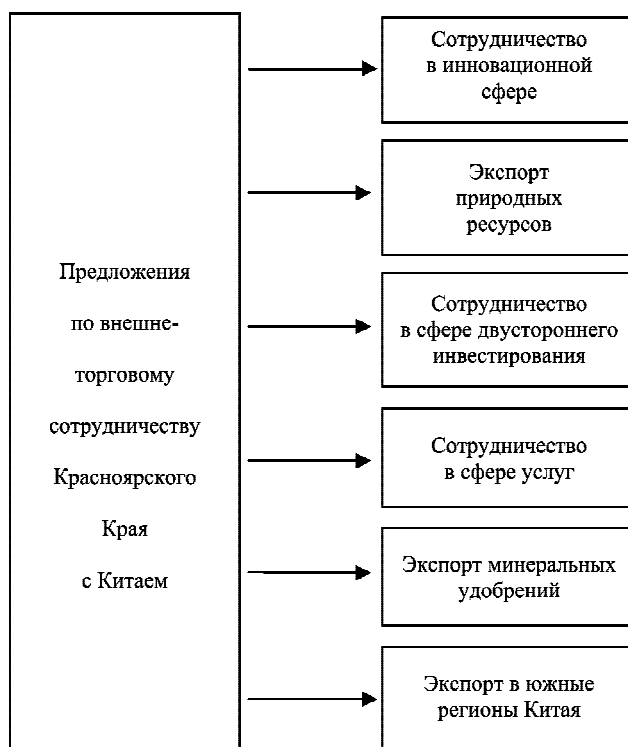 Предложения
по внешне-
торговому
сотрудничеству
Красноярского
Края
с Китаем
Сотрудничество
в инновационной
сфере
Экспорт
природных
ресурсов
Сотрудничество
в сфере двустороннего
инвестирования
Сотрудничество
в сфере услуг
Экспорт минеральных
удобрений
Экспорт в южные
регионы Китая